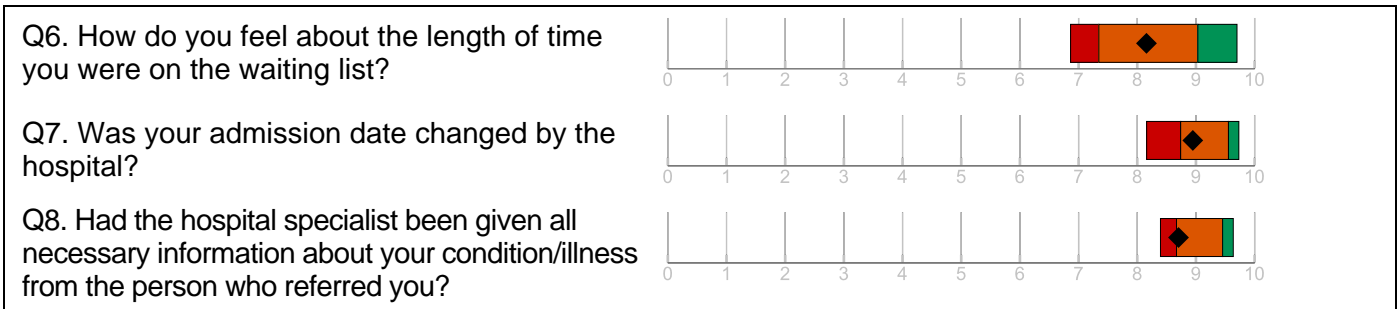 Q6. How do you feel about the length of time
you were on the waiting list?
0 1 2 3 4 5 6 7 8 9 10
Q7. Was your admission date changed by the
hospital?
0 1 2 3 4 5 6 7 8 9 10
Q8. Had the hospital specialist been given all
necessary information about your condition/illness
from the person who referred you?
0 1 2 3 4 5 6 7 8 9 10